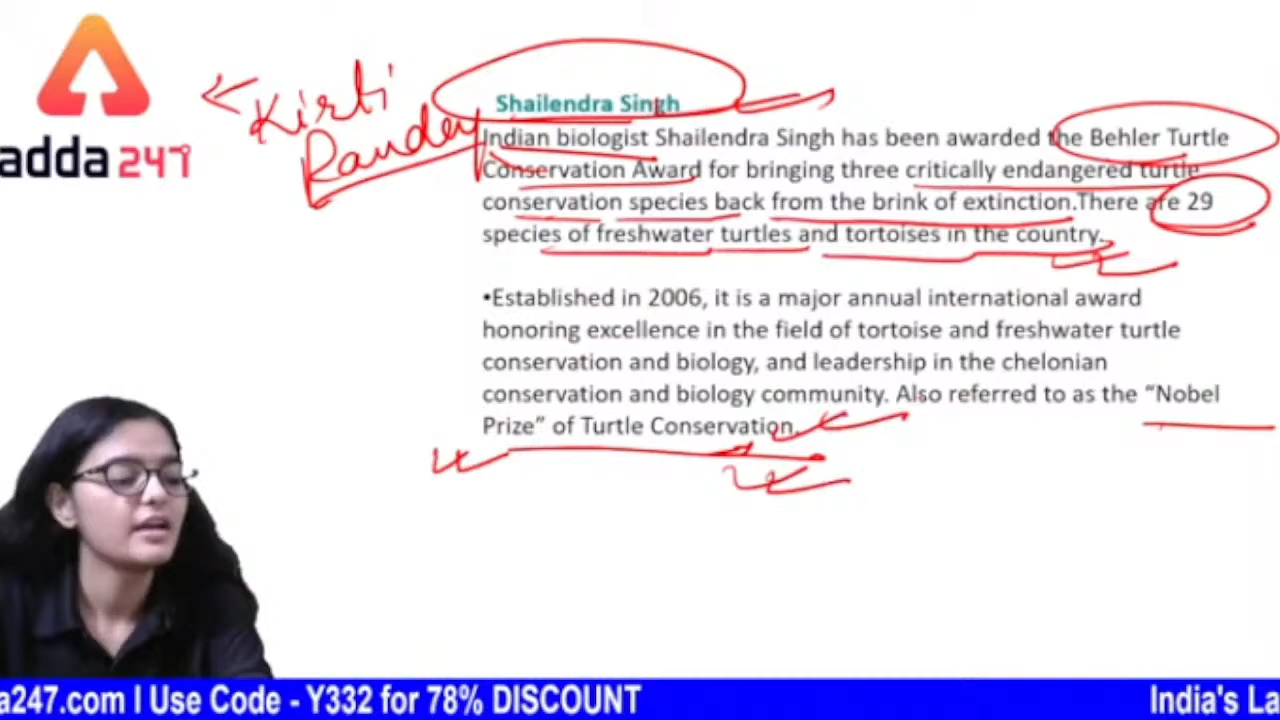 adda 247
Kirti
Pandey
Shailendra Singh
Indian biologist Shailendra Singh has been awarded the Behler Turtle
Conservation Award for bringing three critically endangered turtle
conservation species back from the brink of extinction.There are 29
species of freshwater turtles and tortoises in the country.
•Established in 2006, it is a major annual international award
honoring excellence in the field of tortoise and freshwater turtle
conservation and biology, and leadership in the chelonian
conservation and biology community. Also referred to as the “Nobel
Prize” of Turtle Conservation.
a247.com I Use Code - Y332 for 78% DISCOUNT
India's La